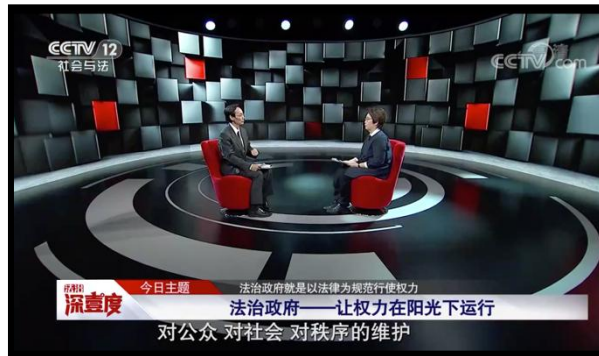 CCTV 12
社会与法
CCTV.com
今日主题
法治政府就是以法律为规范行使权力
深壹度
法治政府——让权力在阳光下运行
对公众 对社会 对秩序的维护